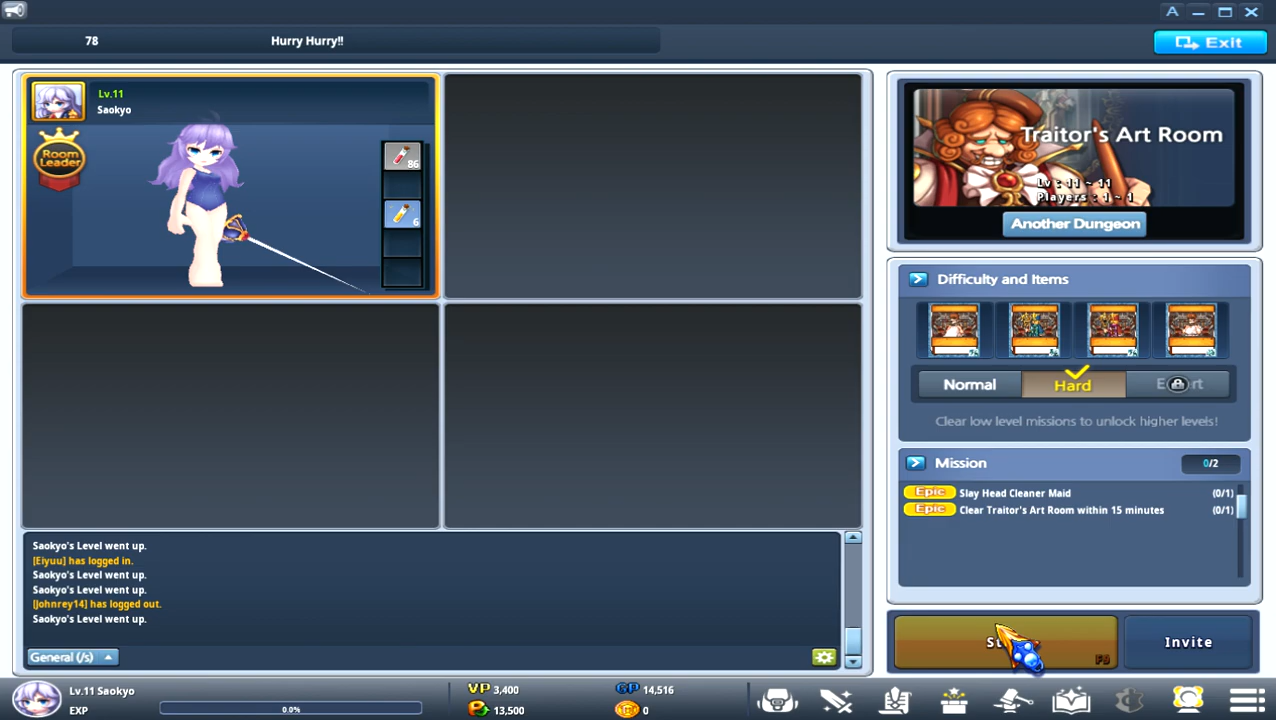 A
78 Hurry Hurry!!
Exit
Lv.11
Saokyo
Room
Leader
86
6
Traitor's Art Room
Lv : 11 ~ 11
Players : 1 ~ 1
Another Dungeon
Difficulty and Items
Normal Hard
Clear low level missions to unlock higher levels!
Mission 0/2
Epic Slay Head Cleaner Maid (0/1)
Epic Clear Traitor's Art Room within 15 minutes (0/1)
Saokyo's Level went up.
[Eiyuu] has logged in.
Saokyo's Level went up.
Saokyo's Level went up.
[Johnrey14] has logged out.
Saokyo's Level went up.
General (/s)
Invite
Lv.11 Saokyo
EXP 0.0%
VP 3,400 GP 14,516
13,500 0